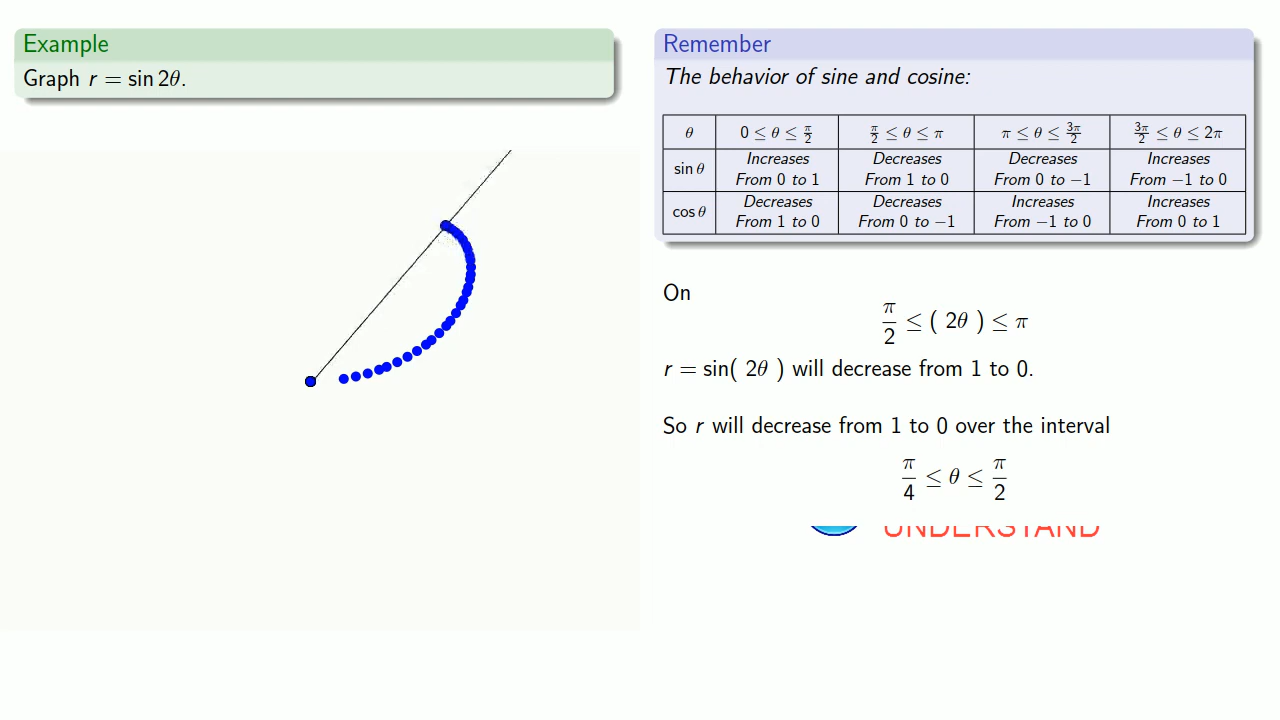 Example
Graph r = sin 2θ.
Remember
The behavior of sine and cosine:
θ 0 ≤ θ ≤ π/2 π/2 ≤ θ ≤ π π ≤ θ ≤ 3π/2 3π/2 ≤ θ ≤ 2π
sin θ Increases From 0 to 1 Decreases From 1 to 0 Decreases From 0 to −1 Increases From −1 to 0
cos θ Decreases From 1 to 0 Decreases From 0 to −1 Increases From −1 to 0 Increases From 0 to 1
On
π/2 ≤ ( 2θ ) ≤ π
r = sin( 2θ ) will decrease from 1 to 0.
So r will decrease from 1 to 0 over the interval
π/4 ≤ θ ≤ π/2
UNDERSTAND